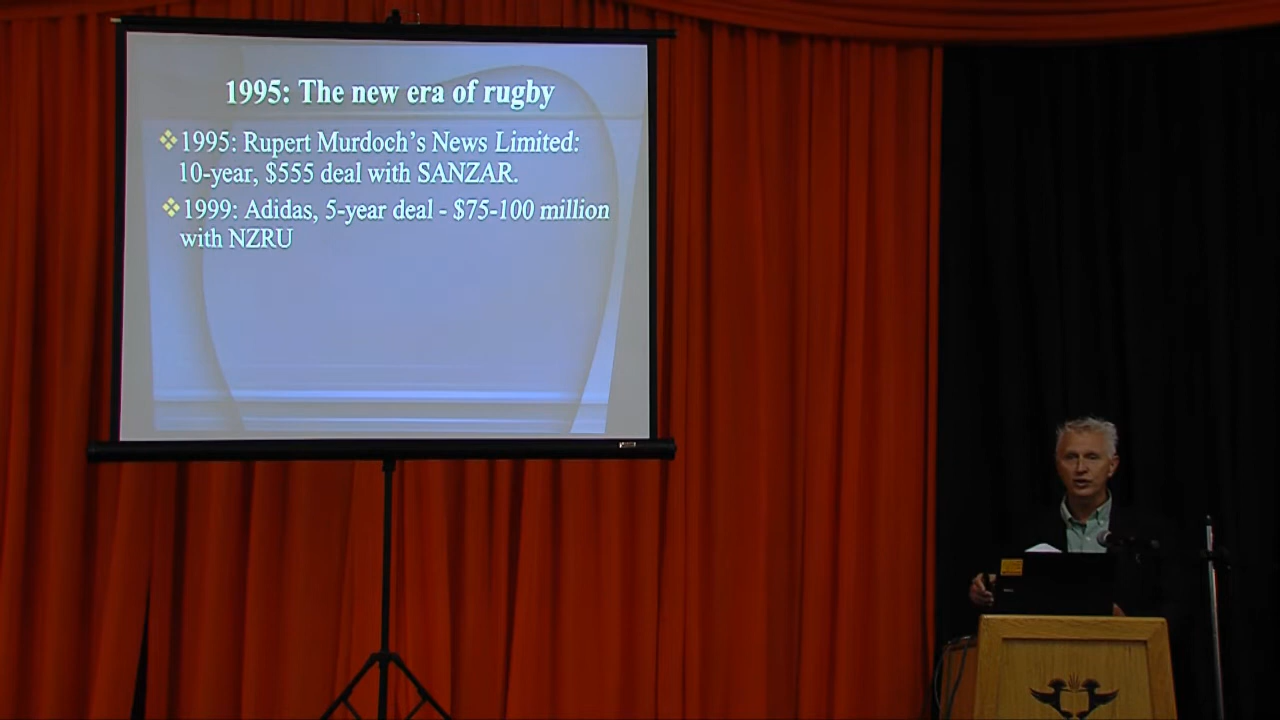 1995: The new era of rugby
1995: Rupert Murdoch's News Limited:
10-year, $555 deal with SANZAR.
1999: Adidas, 5-year deal - $75-100 million
with NZRU